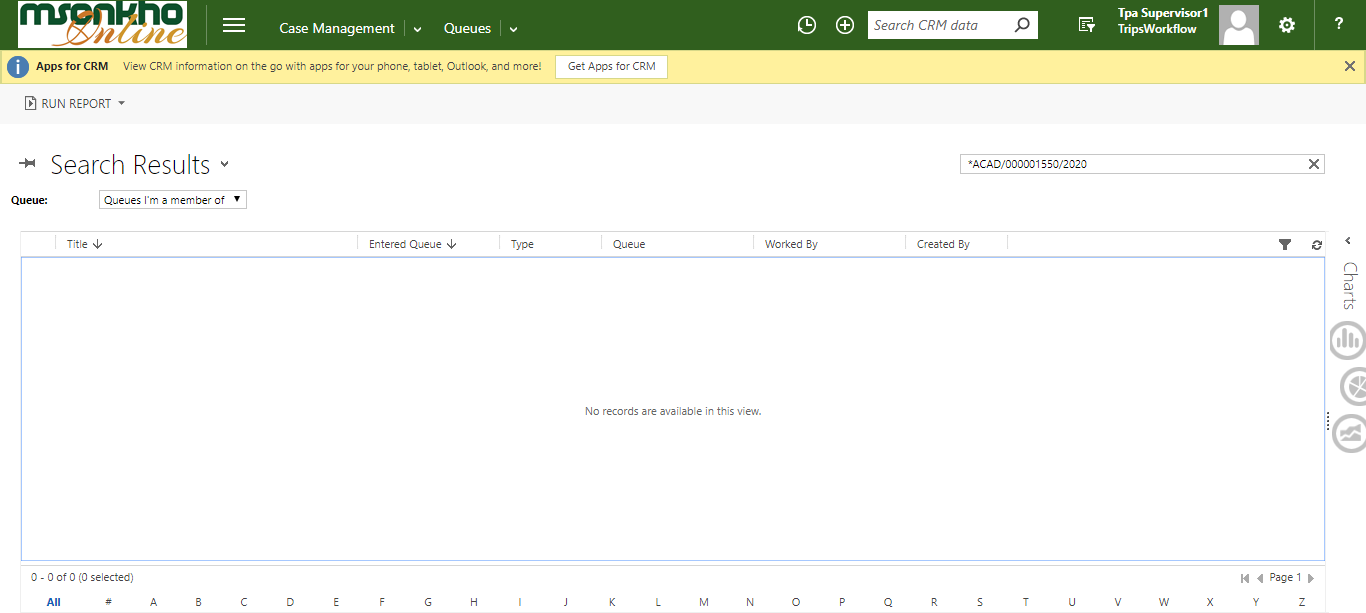 msonkho
Online
Case Management
Queues
Search CRM data
Tpa Supervisor1
TripsWorkflow
?
Apps for CRM View CRM information on the go with apps for your phone, tablet, Outlook, and more! Get Apps for CRM
RUN REPORT
Search Results
*ACAD/000001550/2020
Queue: Queues I'm a member of
Title Entered Queue Type Queue Worked By Created By
Charts
No records are available in this view.
0 - 0 of 0 (0 selected) Page 1
All # A B C D E F G H I J K L M N O P Q R S T U V W X Y Z